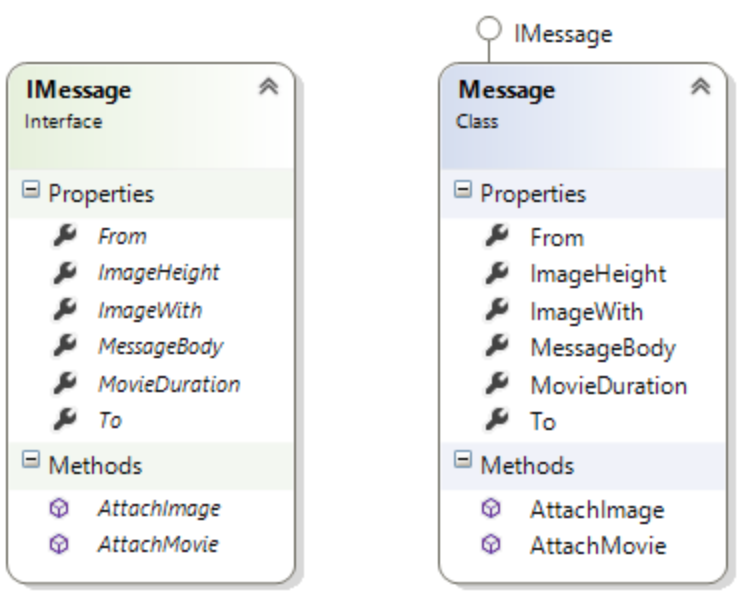 IMessage
Interface
Properties
From
ImageHeight
ImageWith
MessageBody
MovieDuration
To
Methods
AttachImage
AttachMovie
IMessage
Message
Class
Properties
From
ImageHeight
ImageWith
MessageBody
MovieDuration
To
Methods
AttachImage
AttachMovie